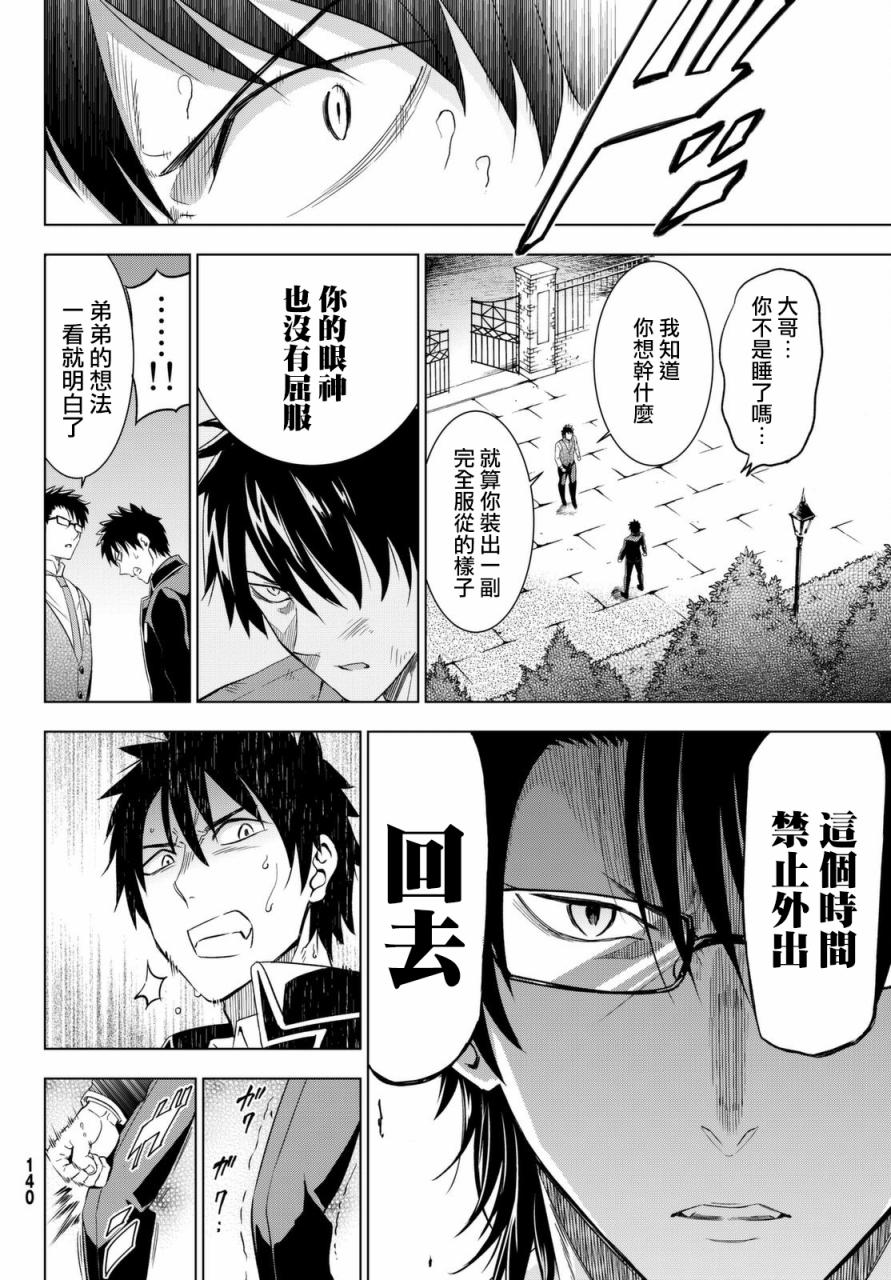 ドン
大哥…
你不是睡了嗎…
我知道
你想幹什麼
就算你裝出一副
完全服從的樣子
你的眼神
也沒有屈服
……!!
弟弟的想法
一看就明白了
這個時間
禁止外出
回去
ガク
ガク
140